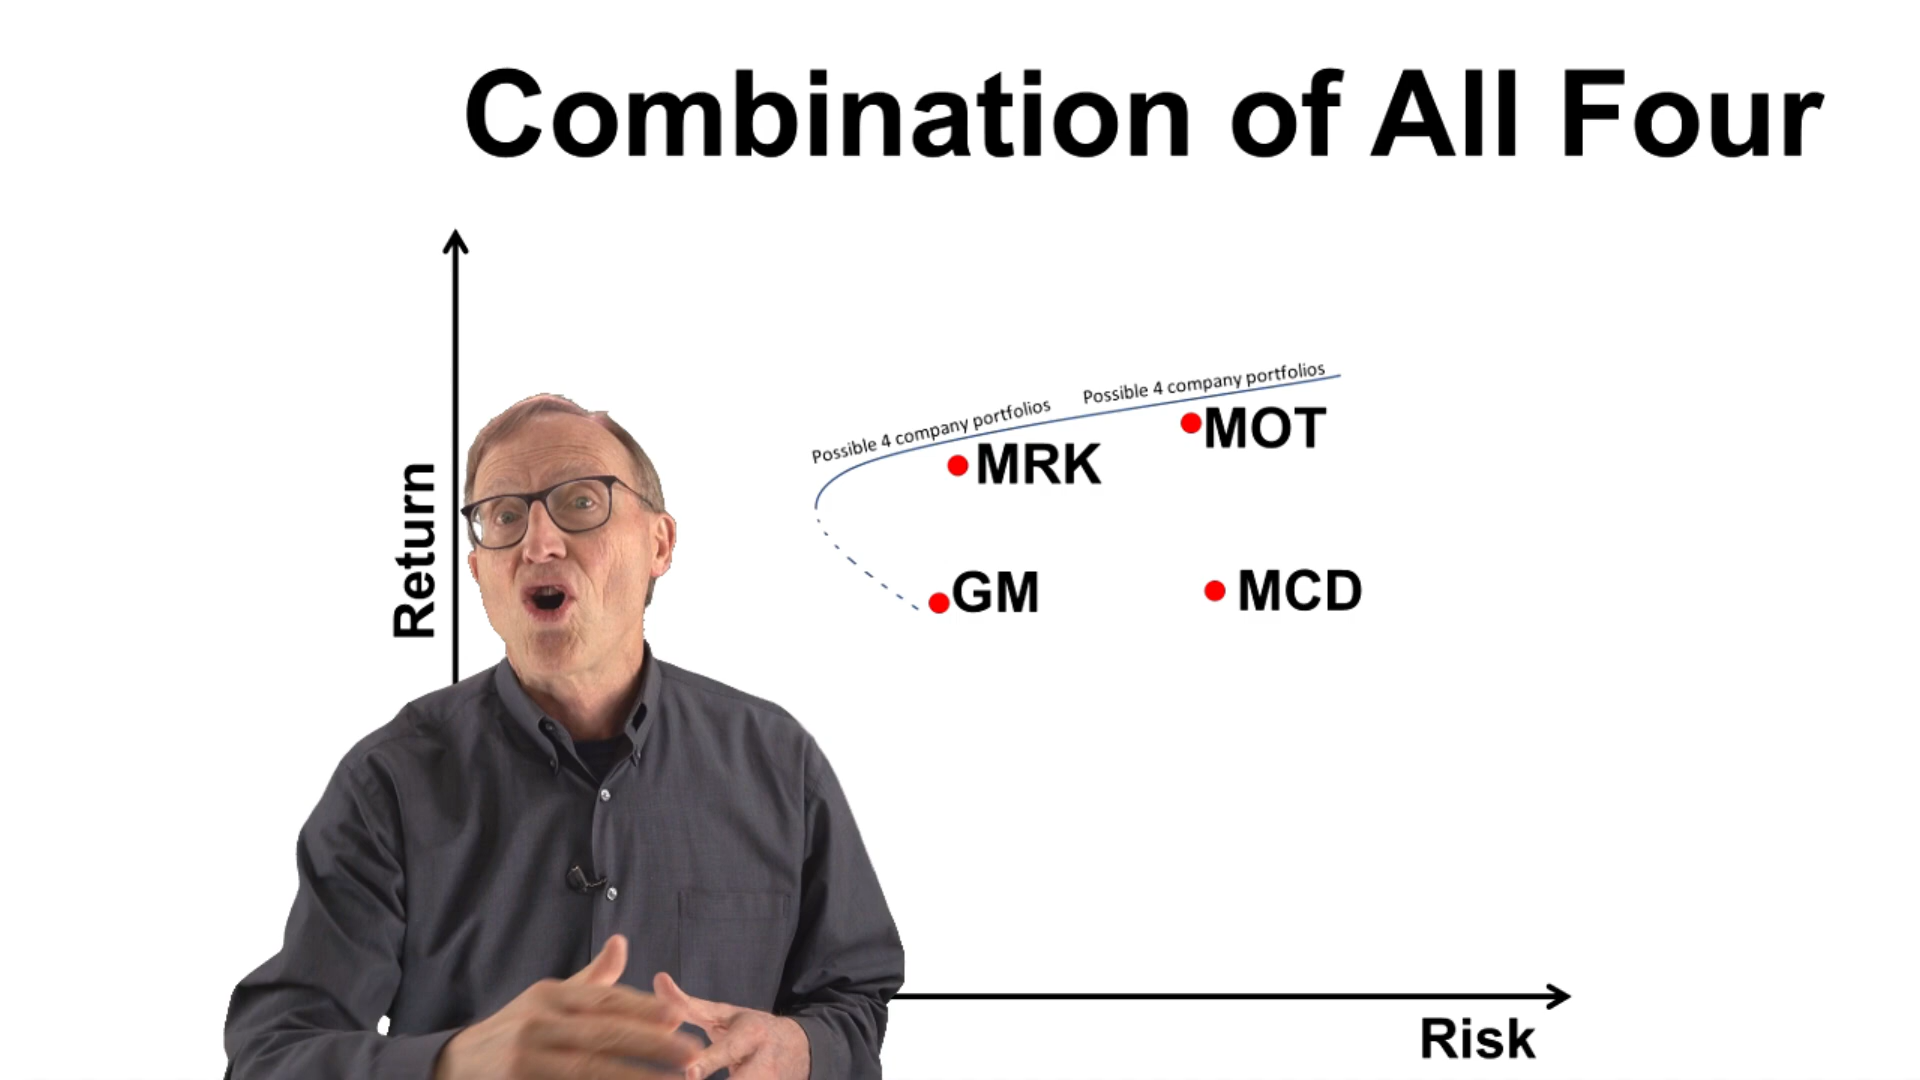 Combination of All Four
Return
Possible 4 company portfolios
Possible 4 company portfolios
MOT
MRK
GM
MCD
Risk